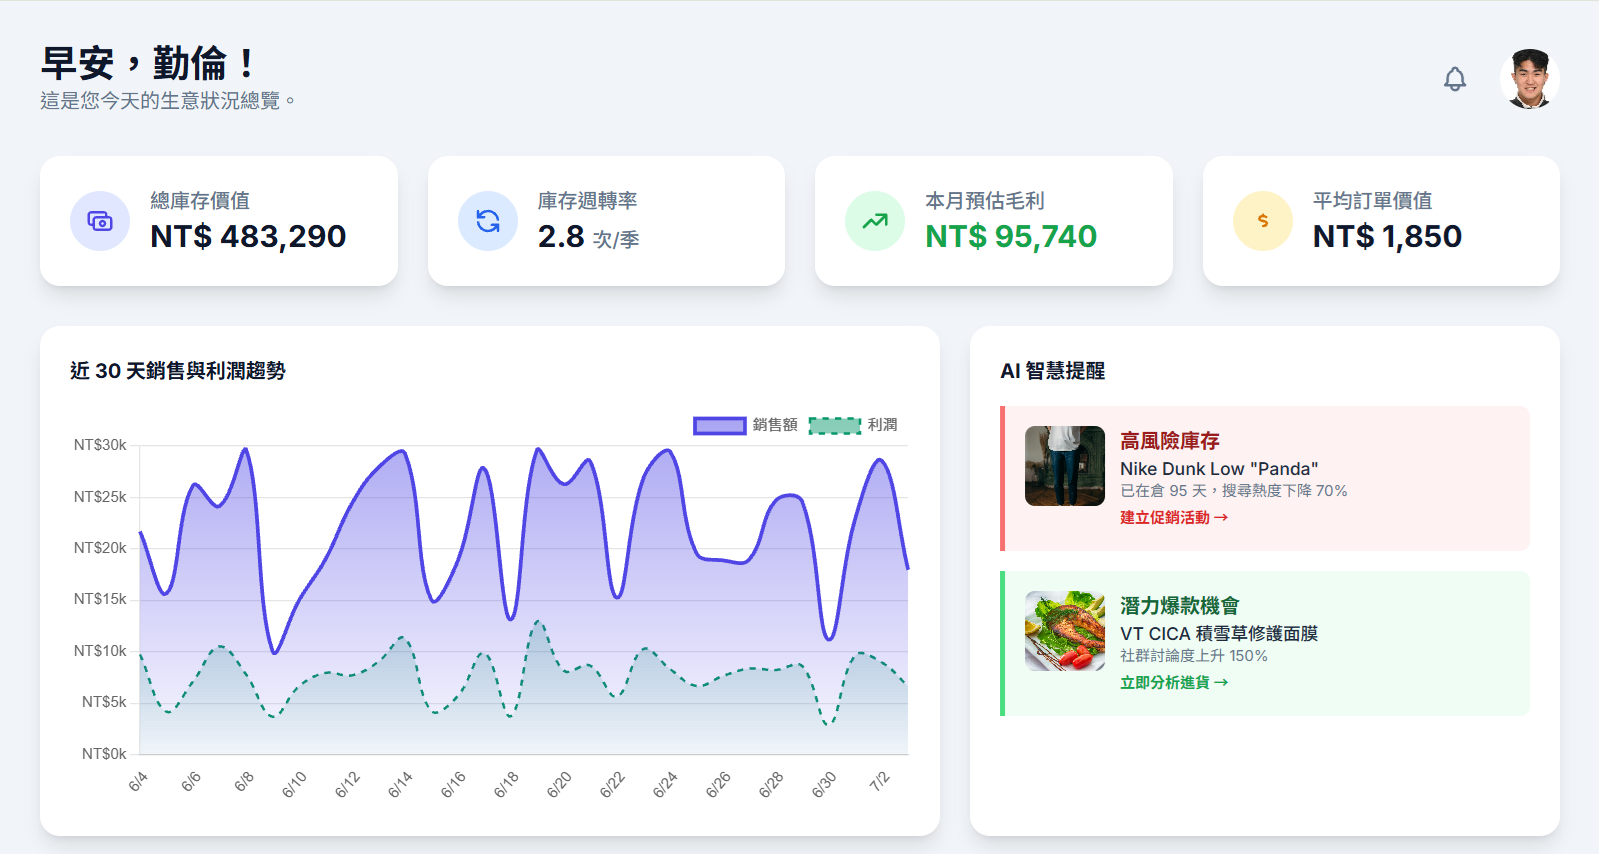 早安，勤倫！
這是您今天的生意狀況總覽。
總庫存價值
NT$ 483,290
庫存週轉率
2.8 次/季
本月預估毛利
NT$ 95,740
平均訂單價值
NT$ 1,850
近 30 天銷售與利潤趨勢
銷售額 利潤
NT$30k
NT$25k
NT$20k
NT$15k
NT$10k
NT$5k
NT$0k
6/4 6/6 6/8 6/10 6/12 6/14 6/16 6/18 6/20 6/22 6/24 6/26 6/28 6/30 7/2
AI 智慧提醒
高風險庫存
Nike Dunk Low "Panda"
已在倉 95 天，搜尋熱度下降 70%
建立促銷活動 →
潛力爆款機會
VT CICA 積雪草修護面膜
社群討論度上升 150%
立即分析進貨 →